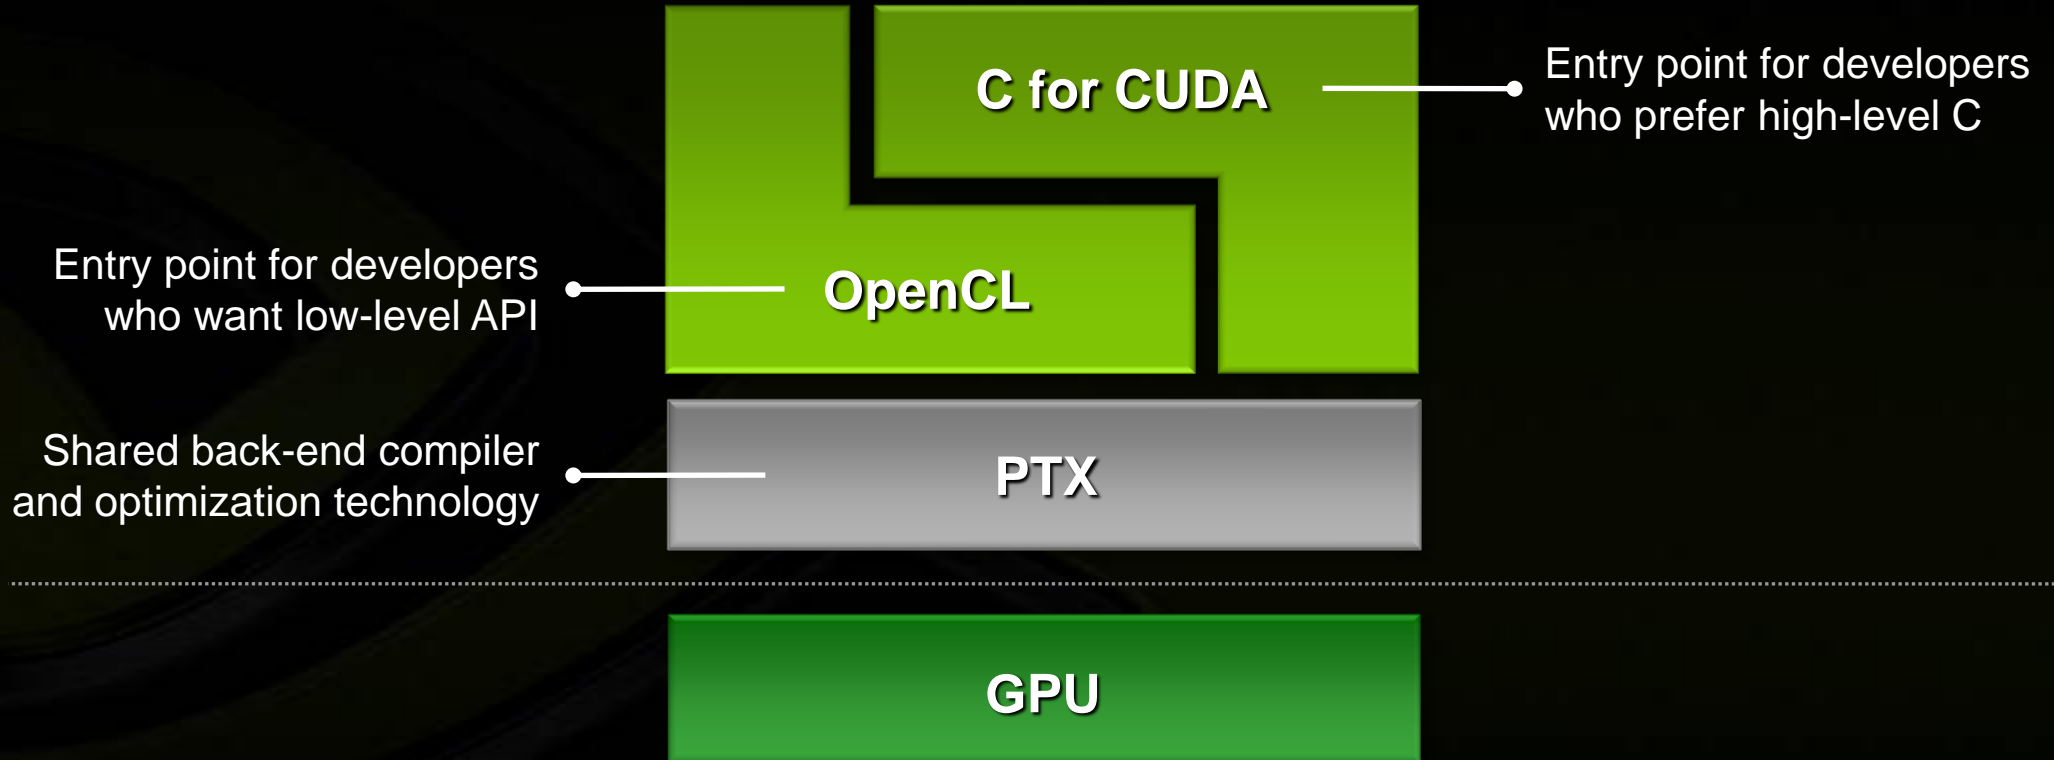 C for CUDA
Entry point for developers
who prefer high-level C
Entry point for developers
who want low-level API
OpenCL
Shared back-end compiler
and optimization technology
PTX
GPU